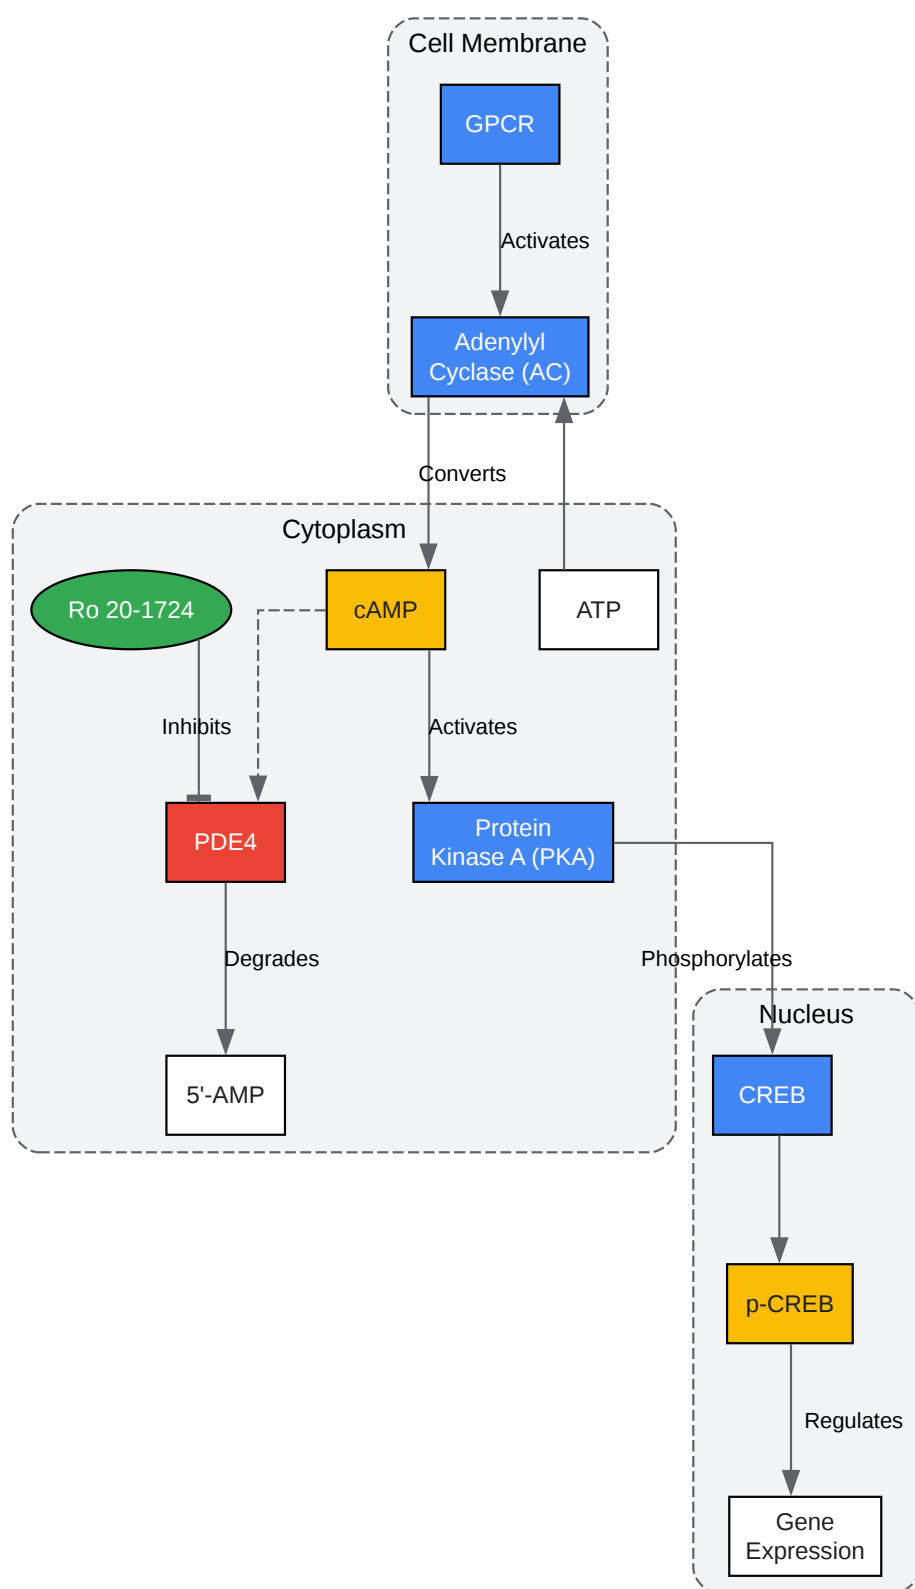 Cell Membrane
GPCR
Activates
Adenylyl
Cyclase (AC)
Converts
Cytoplasm
Ro 20-1724
cAMP
ATP
Inhibits
Activates
PDE4
Protein
Kinase A (PKA)
Degrades
Phosphorylates
Nucleus
5'-AMP
CREB
p-CREB
Regulates
Gene
Expression